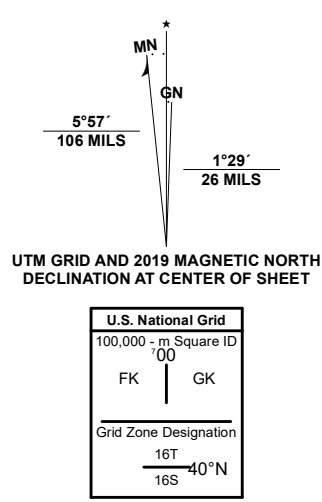 ★
MN
GN
5°57´
106 MILS
1°29´
26 MILS
UTM GRID AND 2019 MAGNETIC NORTH
DECLINATION AT CENTER OF SHEET
U.S. National Grid
100,000 - m Square ID
⁷00
FK GK
Grid Zone Designation
16T
40°N
16S